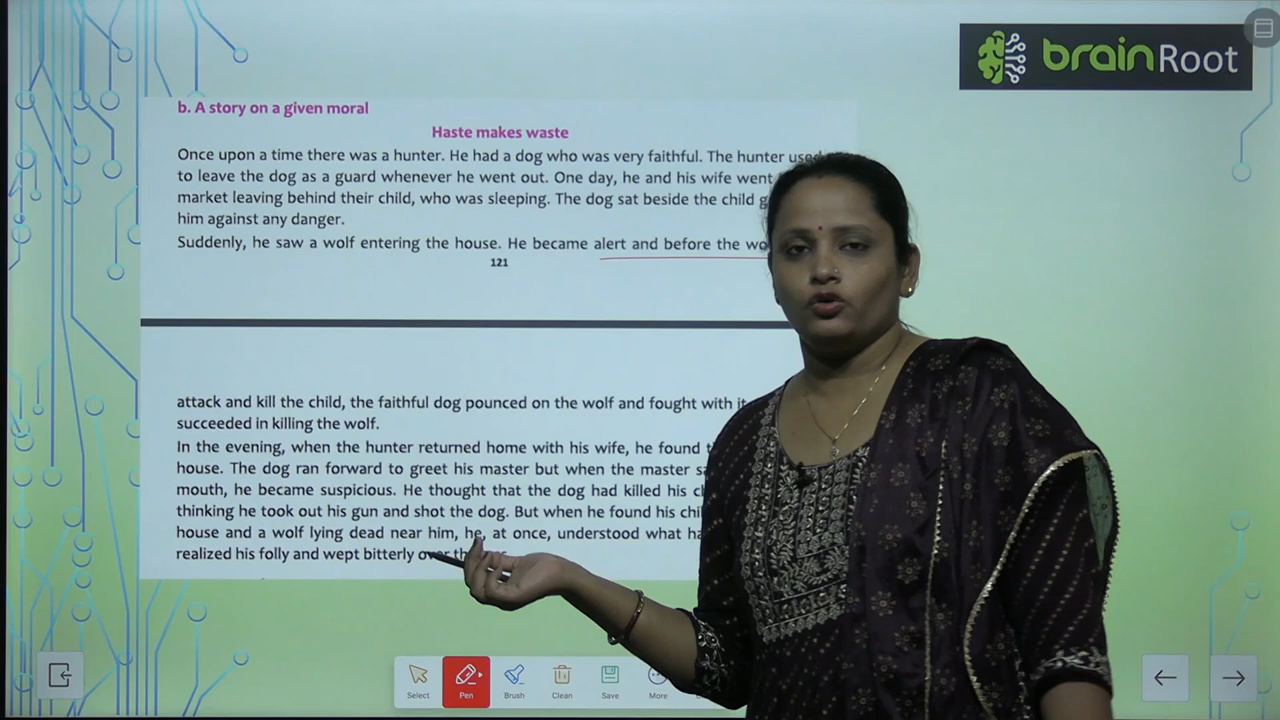 brainRoot
b. A story on a given moral
Haste makes waste
Once upon a time there was a hunter. He had a dog who was very faithful. The hunter used
to leave the dog as a guard whenever he went out. One day, he and his wife went
market leaving behind their child, who was sleeping. The dog sat beside the child
him against any danger.
Suddenly, he saw a wolf entering the house. He became alert and before the
121
attack and kill the child, the faithful dog pounced on the wolf and fought with
succeeded in killing the wolf.
In the evening, when the hunter returned home with his wife, he found
house. The dog ran forward to greet his master but when the master
mouth, he became suspicious. He thought that the dog had killed his
thinking he took out his gun and shot the dog. But when he found his
house and a wolf lying dead near him, he, at once, understood what
realized his folly and wept bitterly over
Select
Pen
Brush
Clean
Save
More